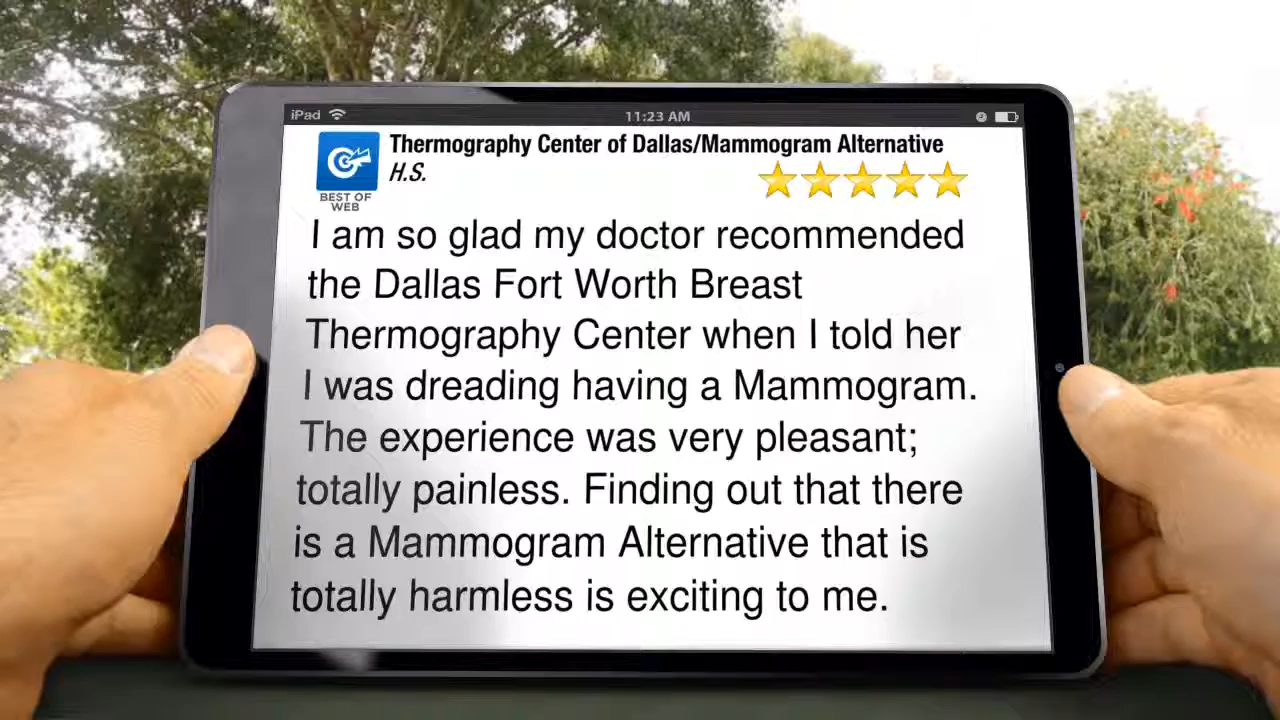 iPad 11:23 AM
Thermography Center of Dallas/Mammogram Alternative
H.S.
BEST OF
WEB
I am so glad my doctor recommended
the Dallas Fort Worth Breast
Thermography Center when I told her
I was dreading having a Mammogram.
The experience was very pleasant;
totally painless. Finding out that there
is a Mammogram Alternative that is
totally harmless is exciting to me.